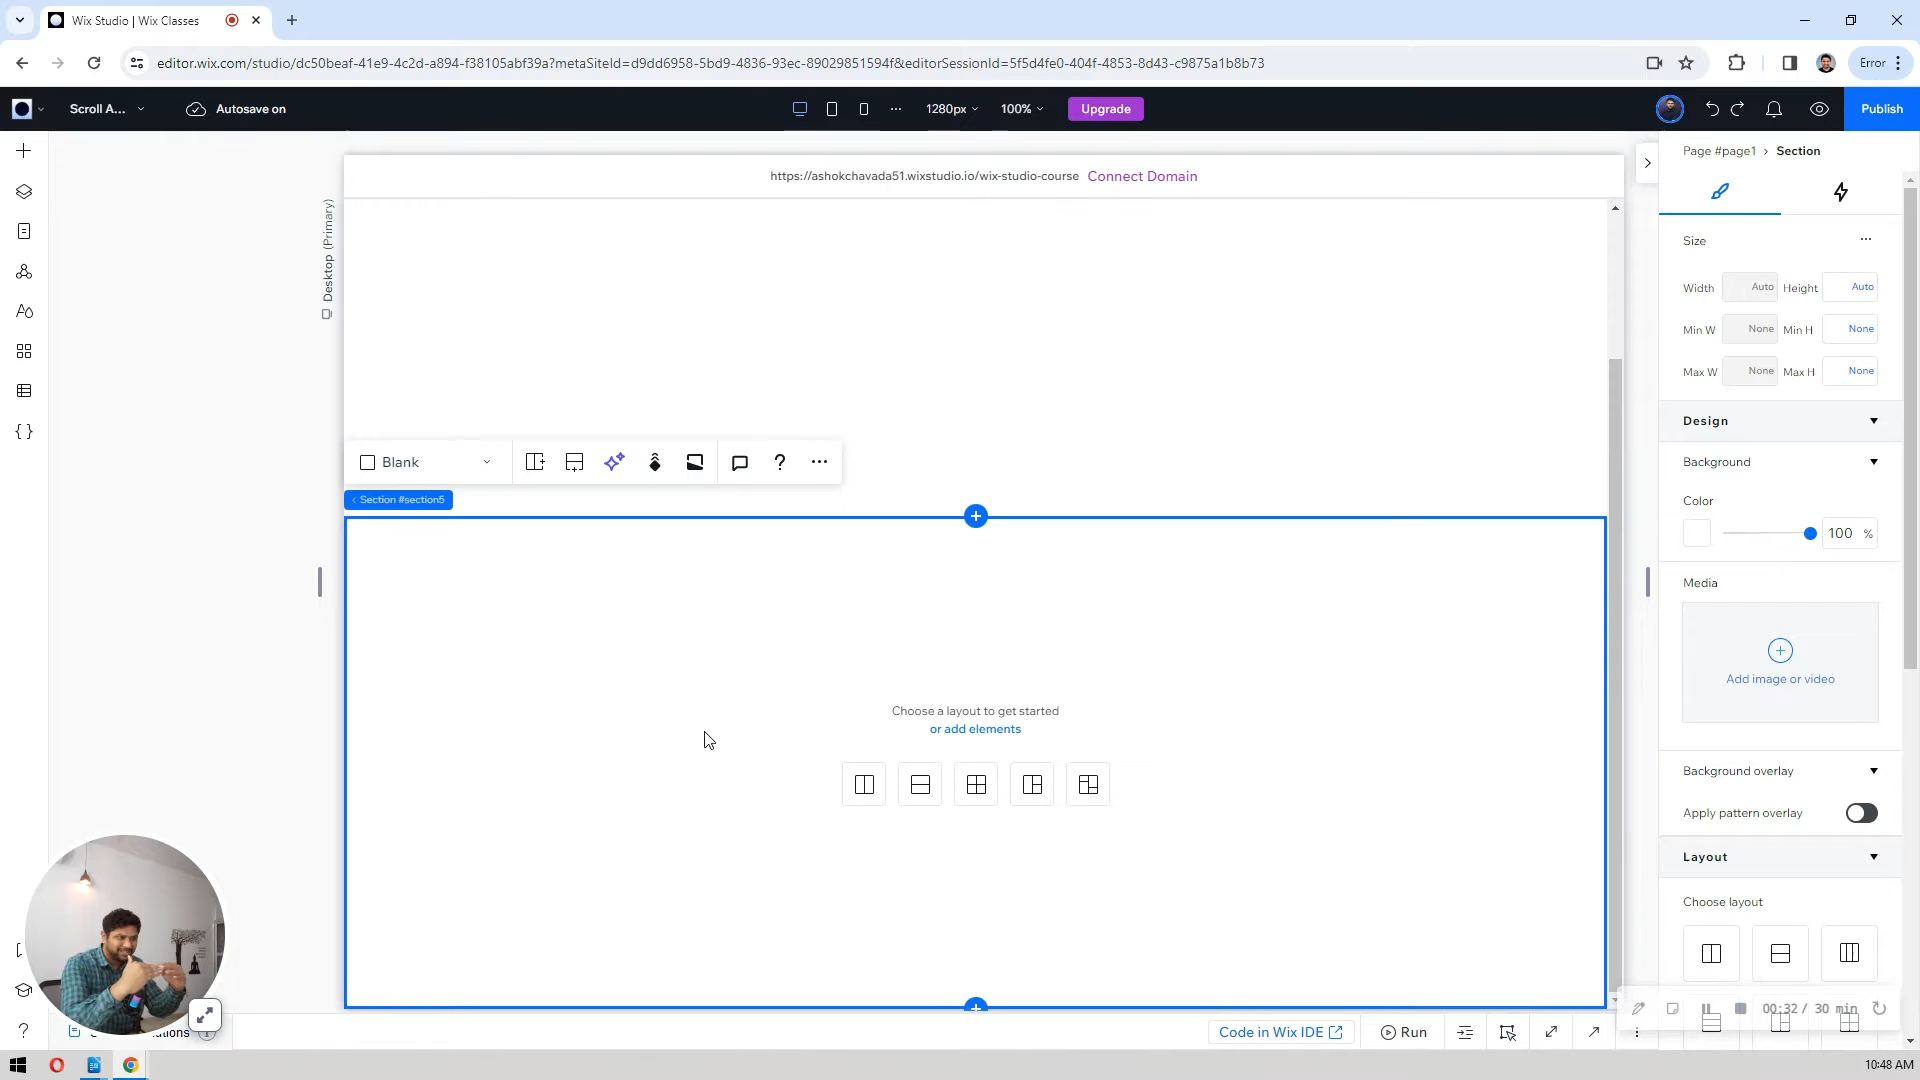 Wix Studio | Wix Classes
editor.wix.com/studio/dc50beaf-41e9-4c2d-a894-f38105abf39a?metaSiteId=d9dd6958-5bd9-4836-93ec-89029851594f&editorSessionId=5f5d4fe0-404f-4853-8d43-c9875a1b8b73
Error
Scroll A...
Autosave on
1280px
100%
Upgrade
Publish
https://ashokchavada51.wixstudio.io/wix-studio-course Connect Domain
Page #page1 > Section
Desktop (Primary)
Size
Width Auto Height Auto
Min W None Min H None
Max W None Max H None
Design
Blank
Background
Section #section5
Color
100 %
Media
Add image or video
Choose a layout to get started
or add elements
Background overlay
Apply pattern overlay
Layout
Choose layout
00:32 / 30 min
Code in Wix IDE
Run
10:48 AM